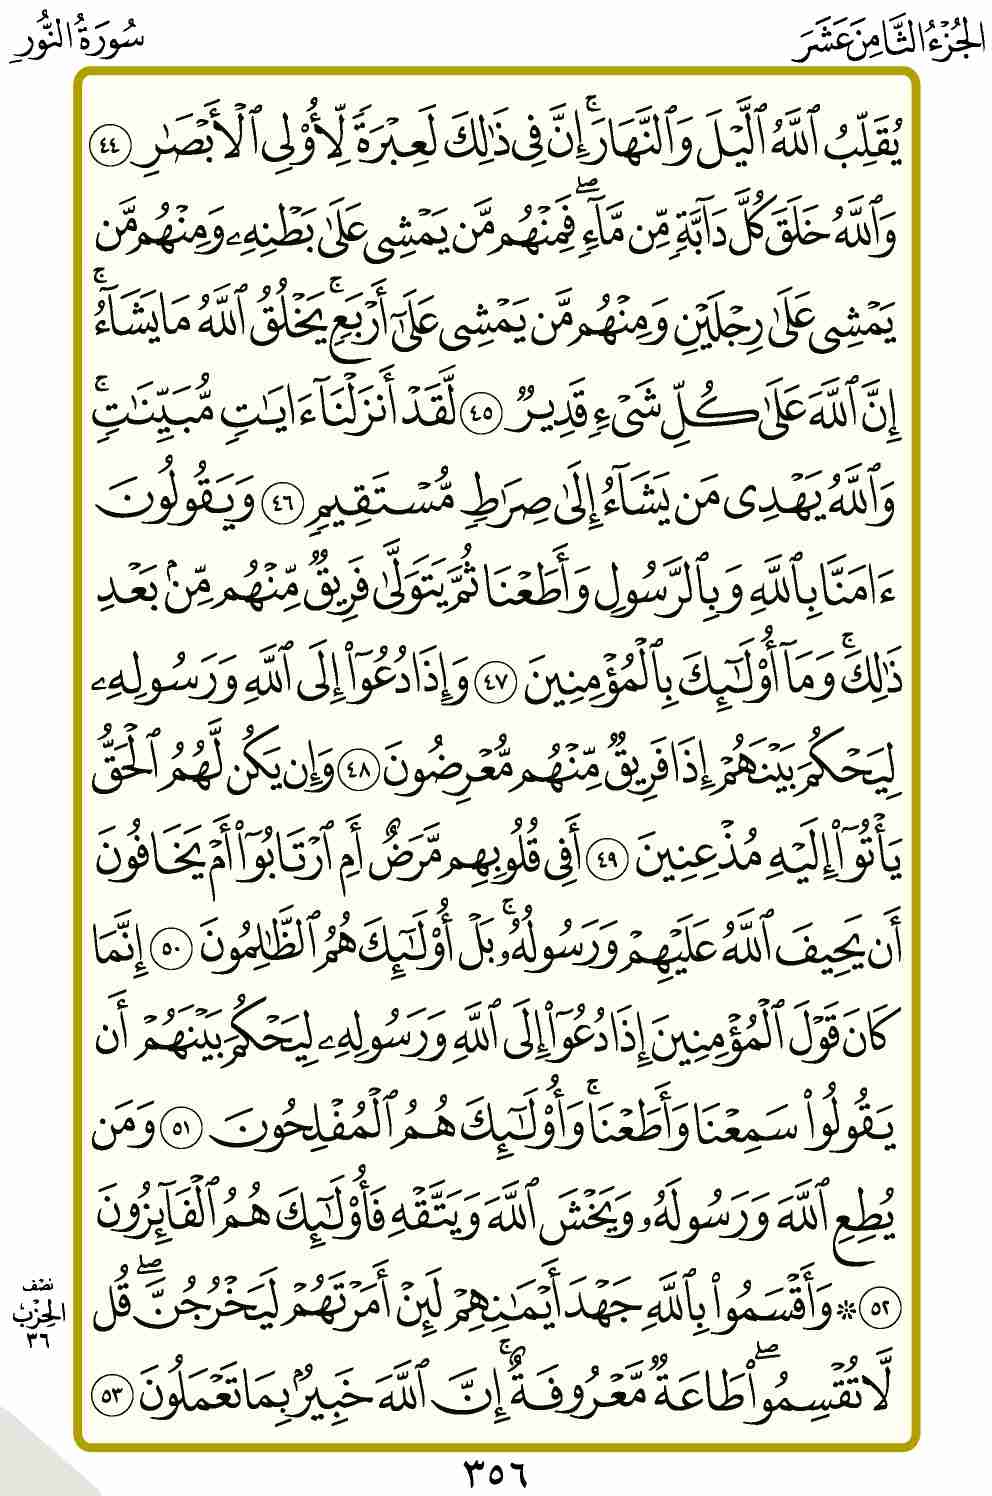 الجُزْءُ الثَّامِنَ عَشَرَ
سُورَةُ النُّورِ
يُقَلِّبُ ٱللَّهُ ٱلَّيْلَ وَٱلنَّهَارَۚ إِنَّ فِى ذَٰلِكَ لَعِبْرَةً لِّأُو۟لِى ٱلْأَبْصَٰرِ ٤٤
وَٱللَّهُ خَلَقَ كُلَّ دَآبَّةٍ مِّن مَّآءٍۖ فَمِنْهُم مَّن يَمْشِى عَلَىٰ بَطْنِهِۦ وَمِنْهُم مَّن
يَمْشِى عَلَىٰ رِجْلَيْنِ وَمِنْهُم مَّن يَمْشِى عَلَىٰٓ أَرْبَعٍۚ يَخْلُقُ ٱللَّهُ مَا يَشَآءُۚ
إِنَّ ٱللَّهَ عَلَىٰ كُلِّ شَىْءٍ قَدِيرٌ ٤٥ لَّقَدْ أَنزَلْنَآ ءَايَٰتٍ مُّبَيِّنَٰتٍۚ
وَٱللَّهُ يَهْدِى مَن يَشَآءُ إِلَىٰ صِرَٰطٍ مُّسْتَقِيمٍ ٤٦ وَيَقُولُونَ
ءَامَنَّا بِٱللَّهِ وَبِٱلرَّسُولِ وَأَطَعْنَا ثُمَّ يَتَوَلَّىٰ فَرِيقٌ مِّنْهُم مِّنۢ بَعْدِ
ذَٰلِكَۚ وَمَآ أُو۟لَٰٓئِكَ بِٱلْمُؤْمِنِينَ ٤٧ وَإِذَا دُعُوٓا۟ إِلَى ٱللَّهِ وَرَسُولِهِۦ
لِيَحْكُمَ بَيْنَهُمْ إِذَا فَرِيقٌ مِّنْهُم مُّعْرِضُونَ ٤٨ وَإِن يَكُن لَّهُمُ ٱلْحَقُّ
يَأْتُوٓا۟ إِلَيْهِ مُذْعِنِينَ ٤٩ أَفِى قُلُوبِهِم مَّرَضٌ أَمِ ٱرْتَابُوٓا۟ أَمْ يَخَافُونَ
أَن يَحِيفَ ٱللَّهُ عَلَيْهِمْ وَرَسُولُهُۥۚ بَلْ أُو۟لَٰٓئِكَ هُمُ ٱلظَّٰلِمُونَ ٥٠ إِنَّمَا
كَانَ قَوْلَ ٱلْمُؤْمِنِينَ إِذَا دُعُوٓا۟ إِلَى ٱللَّهِ وَرَسُولِهِۦ لِيَحْكُمَ بَيْنَهُمْ أَن
يَقُولُوا۟ سَمِعْنَا وَأَطَعْنَاۚ وَأُو۟لَٰٓئِكَ هُمُ ٱلْمُفْلِحُونَ ٥١ وَمَن
يُطِعِ ٱللَّهَ وَرَسُولَهُۥ وَيَخْشَ ٱللَّهَ وَيَتَّقْهِ فَأُو۟لَٰٓئِكَ هُمُ ٱلْفَآئِزُونَ
٥٢ ۞ وَأَقْسَمُوا۟ بِٱللَّهِ جَهْدَ أَيْمَٰنِهِمْ لَئِنْ أَمَرْتَهُمْ لَيَخْرُجُنَّۖ قُل
لَّا تُقْسِمُوا۟ۖ طَاعَةٌ مَّعْرُوفَةٌۚ إِنَّ ٱللَّهَ خَبِيرٌۢ بِمَا تَعْمَلُونَ ٥٣
نصْف
الحِزْب
٣٦
٣٥٦